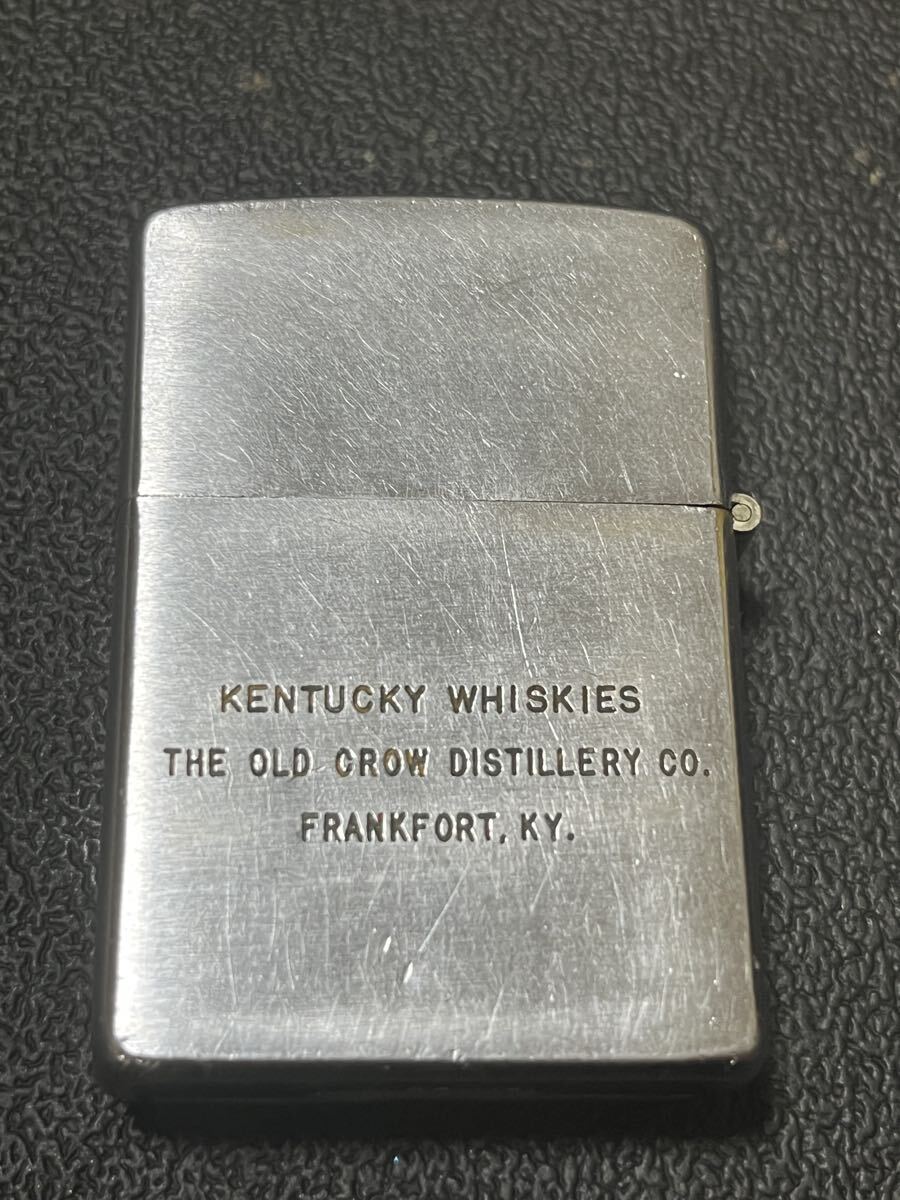 KENTUCKY WHISKIES
THE OLD CROW DISTILLERY CO.
FRANKFORT, KY.